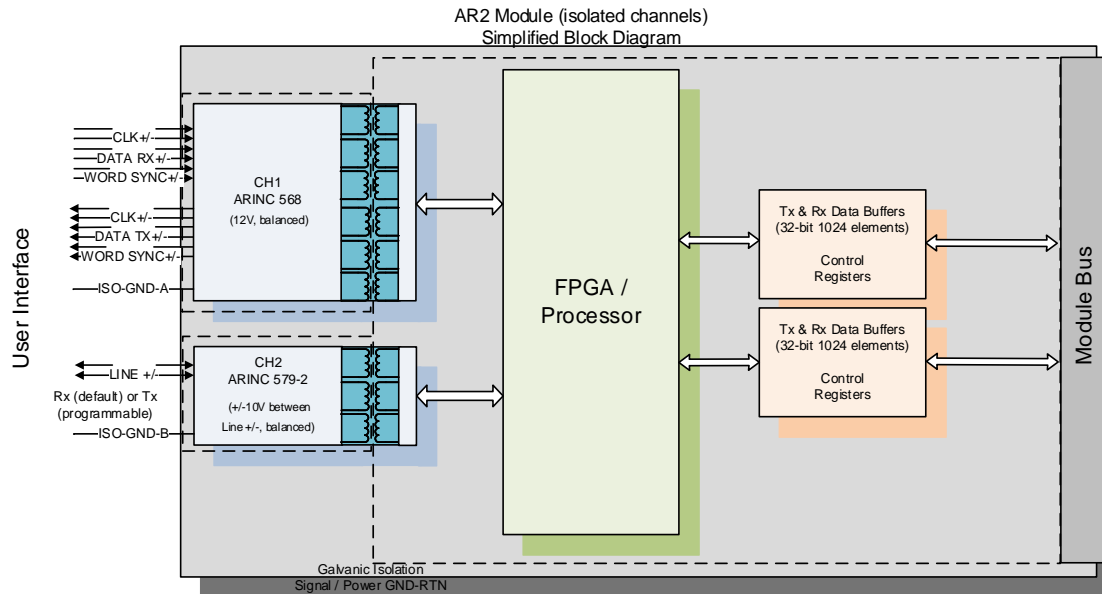 AR2 Module (isolated channels)
Simplified Block Diagram
User Interface
CLK+/-
DATA RX+/-
WORD SYNC+/-
CLK+/-
DATA TX+/-
WORD SYNC+/-
ISO-GND-A
CH1
ARINC 568
(12V, balanced)
LINE +/-
Rx (default) or Tx
(programmable)
ISO-GND-B
CH2
ARINC 579-2
(+/-10V between
Line +/-, balanced)
FPGA /
Processor
Tx & Rx Data Buffers
(32-bit 1024 elements)
Control
Registers
Tx & Rx Data Buffers
(32-bit 1024 elements)
Control
Registers
Module Bus
Galvanic Isolation
Signal / Power GND-RTN